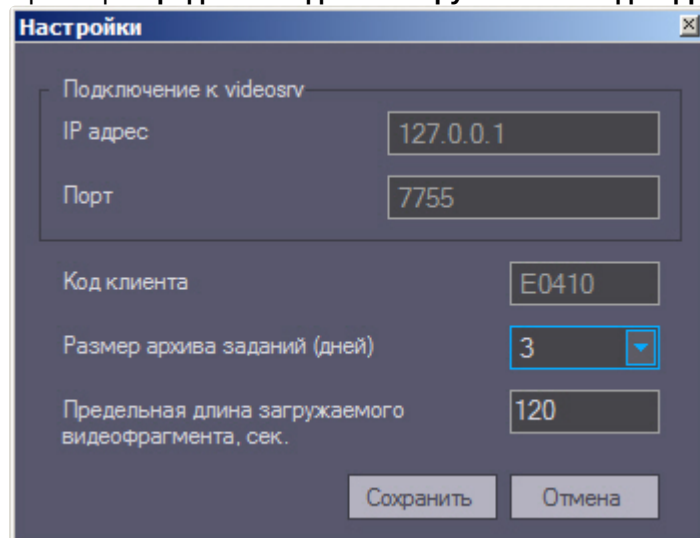 Настройки
Подключение к videosrv
IP адрес
127.0.0.1
Порт
7755
Код клиента
E0410
Размер архива заданий (дней)
3
Предельная длина загружаемого
видеофрагмента, сек.
120
Сохранить
Отмена